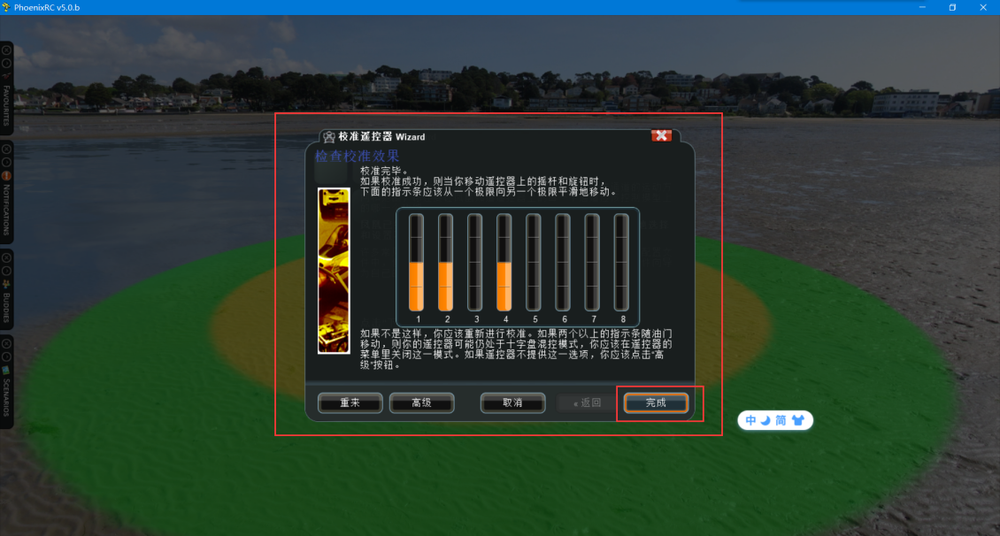 PhoenixRC v5.0.b
FAVOURITES
NOTIFICATIONS
BUDDIES
SCENARIOS
校准遥控器 Wizard
检查校准效果
校准完毕。
如果校准成功，则当你移动遥控器上的摇杆和旋钮时，
下面的指示条应该从一个极限向另一个极限平滑地移动。
1 2 3 4 5 6 7 8
如果不是这样，你应该重新进行校准。如果两个以上的指示条随油门
移动，则你的遥控器可能仍处于十字盘混控模式，你应该在遥控器的
菜单里关闭这一模式。如果遥控器不提供这一选项，你应该点击“高
级”按钮。
重来 高级 取消 «返回 完成
中 简